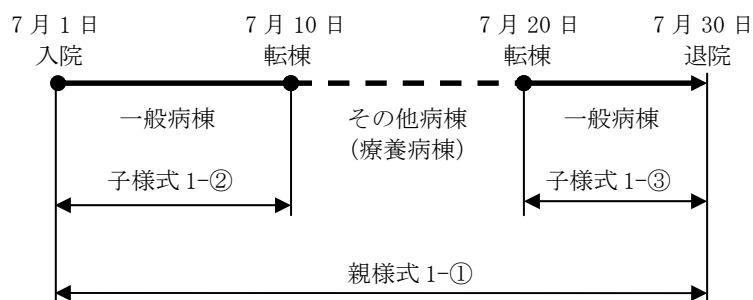 7月1日 7月10日 7月20日 7月30日
入院 転棟 転棟 退院
一般病棟 その他病棟 一般病棟
(療養病棟)
子様式1-② 子様式1-③
親様式1-①